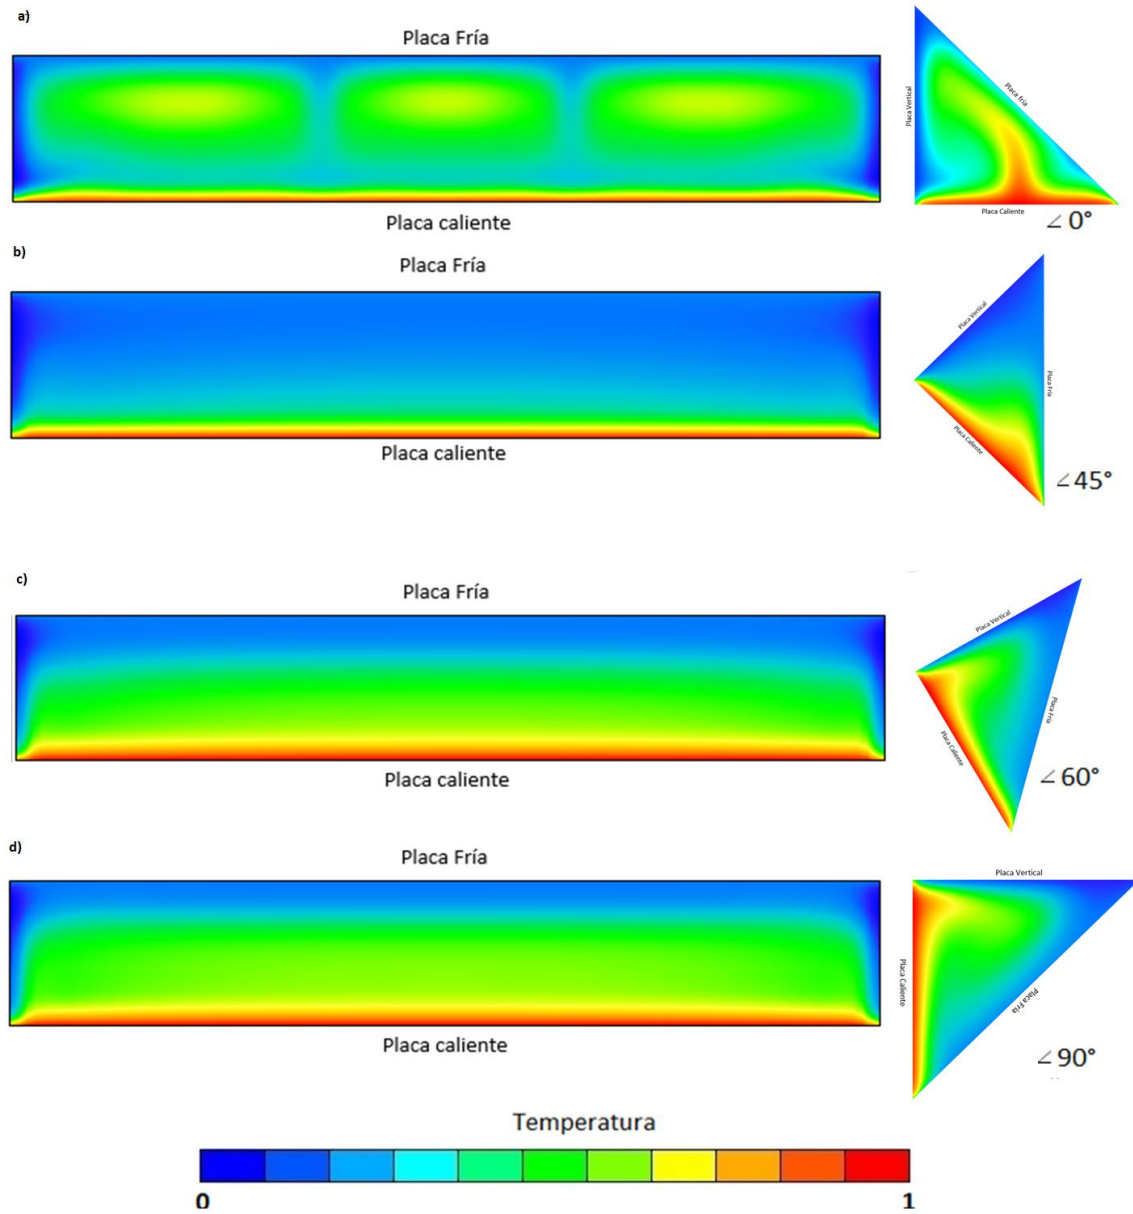 a)
Placa Fría
Placa Vertical
Placa fría
Placa Caliente
Placa caliente
∠0°
b)
Placa Fría
Placa Vertical
Placa Fría
Placa Caliente
Placa caliente
∠45°
c)
Placa Fría
Placa Vertical
Placa Fría
Placa Caliente
Placa caliente
∠60°
d)
Placa Fría
Placa Vertical
Placa Caliente
Placa Fría
Placa caliente
∠90°
Temperatura
0 1